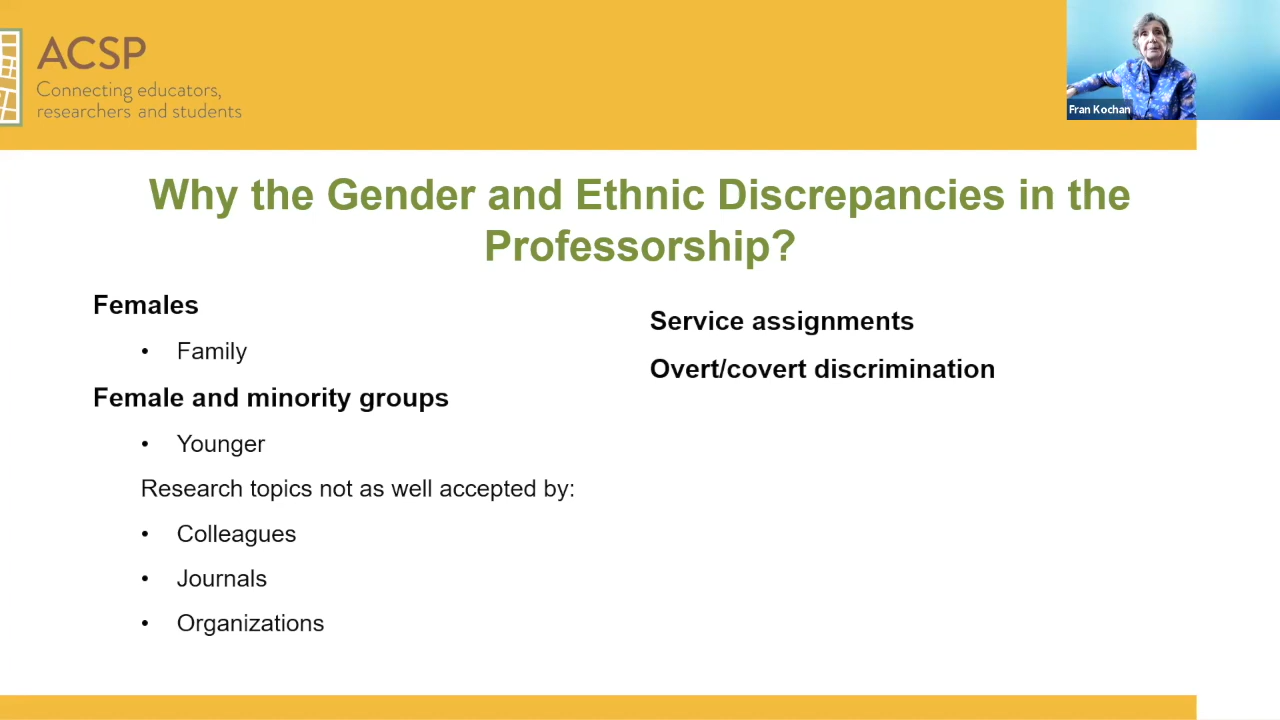 ACSP
Connecting educators,
researchers and students
Fran Kochan
Why the Gender and Ethnic Discrepancies in the
Professorship?
Females
• Family
Female and minority groups
• Younger
Research topics not as well accepted by:
• Colleagues
• Journals
• Organizations
Service assignments
Overt/covert discrimination